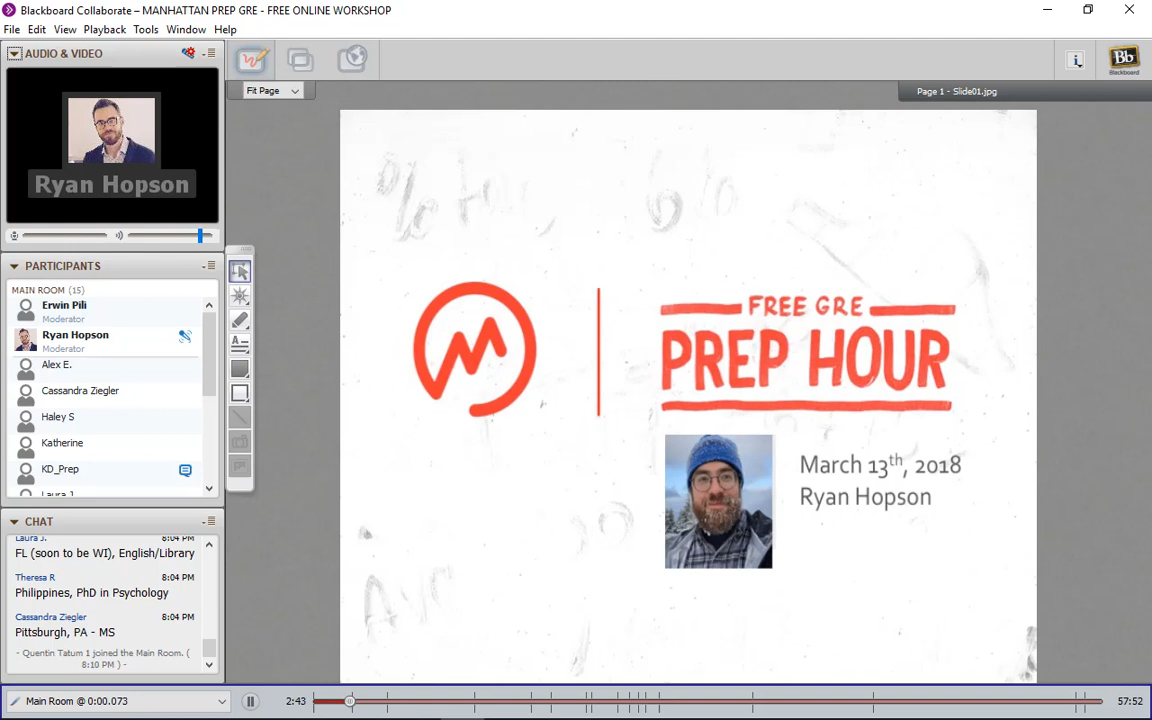 Blackboard Collaborate – MANHATTAN PREP GRE - FREE ONLINE WORKSHOP
File Edit View Playback Tools Window Help
AUDIO & VIDEO
Ryan Hopson
PARTICIPANTS
MAIN ROOM (15)
Erwin Pili
Moderator
Ryan Hopson
Moderator
Alex E.
Cassandra Ziegler
Haley S
Katherine
KD_Prep
Laura J.
CHAT
Laura J. 8:04 PM
FL (soon to be WI), English/Library
Theresa R 8:04 PM
Philippines, PhD in Psychology
Cassandra Ziegler 8:04 PM
Pittsburgh, PA - MS
- Quentin Tatum 1 joined the Main Room. (
8:10 PM ) -
Fit Page
i
Bb
Blackboard
Page 1 - Slide01.jpg
FREE GRE
PREP HOUR
March 13th, 2018
Ryan Hopson
Main Room @ 0:00.073
2:43
57:52